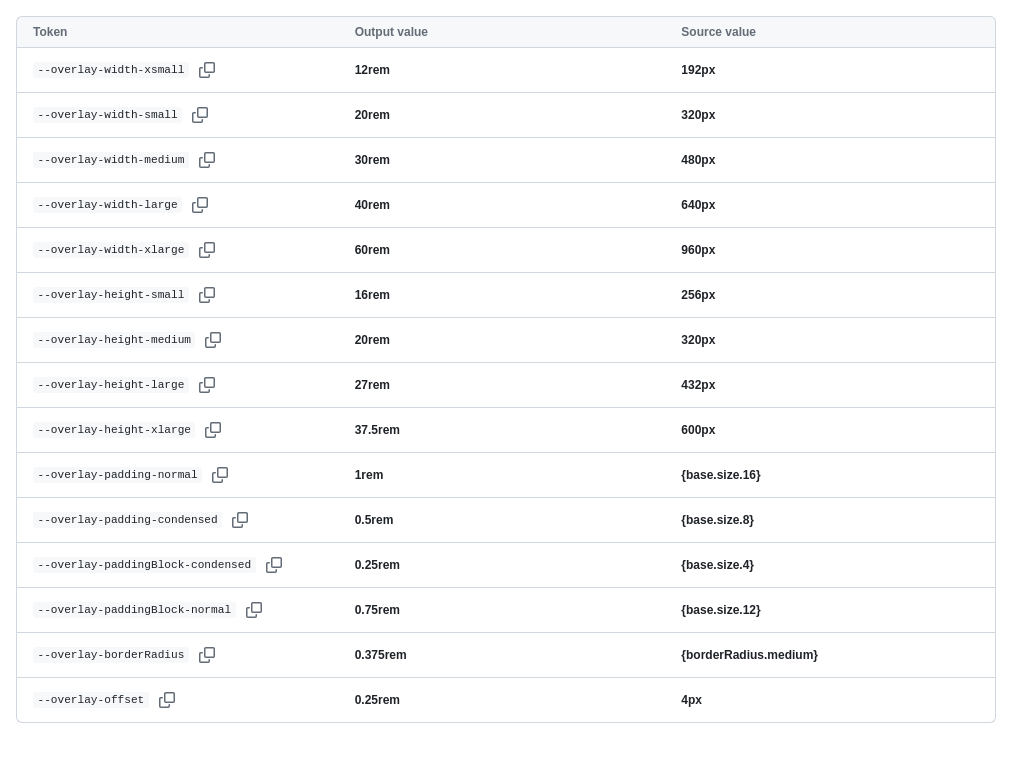 Token Output value Source value
--overlay-width-xsmall 12rem 192px
--overlay-width-small 20rem 320px
--overlay-width-medium 30rem 480px
--overlay-width-large 40rem 640px
--overlay-width-xlarge 60rem 960px
--overlay-height-small 16rem 256px
--overlay-height-medium 20rem 320px
--overlay-height-large 27rem 432px
--overlay-height-xlarge 37.5rem 600px
--overlay-padding-normal 1rem {base.size.16}
--overlay-padding-condensed 0.5rem {base.size.8}
--overlay-paddingBlock-condensed 0.25rem {base.size.4}
--overlay-paddingBlock-normal 0.75rem {base.size.12}
--overlay-borderRadius 0.375rem {borderRadius.medium}
--overlay-offset 0.25rem 4px